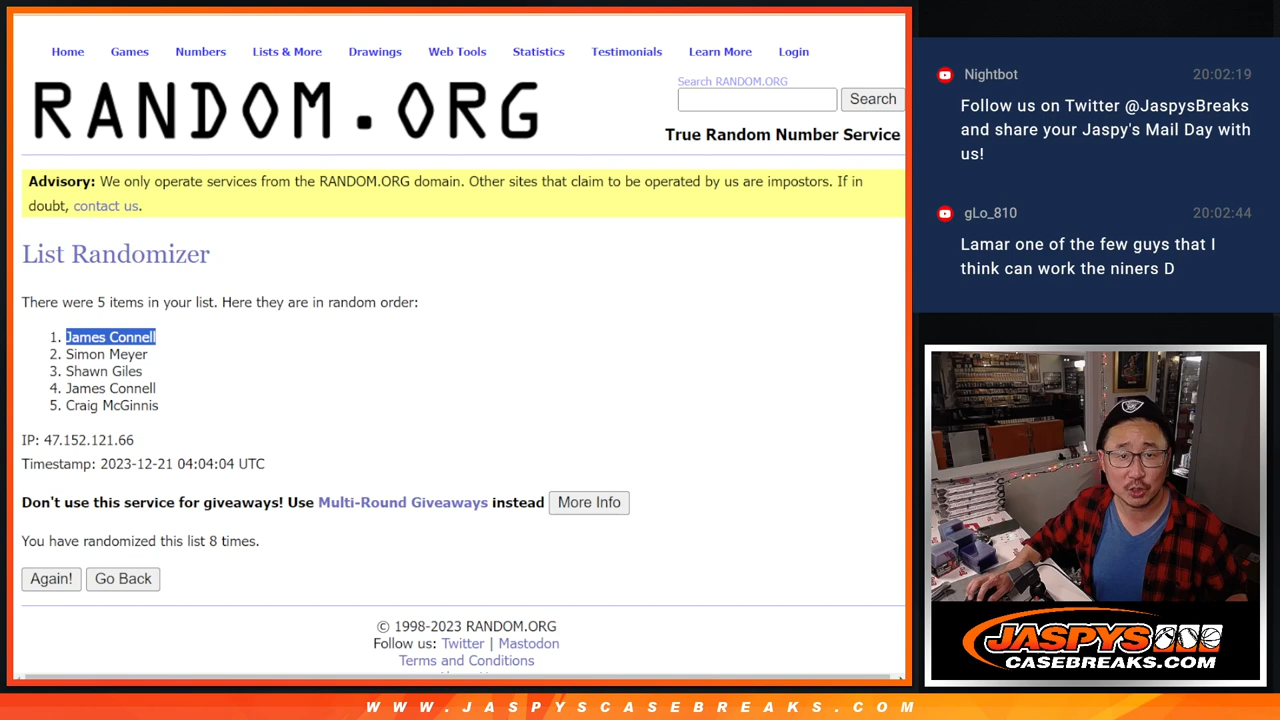 Home Games Numbers Lists & More Drawings Web Tools Statistics Testimonials Learn More Login
RANDOM.ORG
Search RANDOM.ORG
Search
True Random Number Service
Advisory: We only operate services from the RANDOM.ORG domain. Other sites that claim to be operated by us are impostors. If in
doubt, contact us.
List Randomizer
There were 5 items in your list. Here they are in random order:
1. James Connell
2. Simon Meyer
3. Shawn Giles
4. James Connell
5. Craig McGinnis
IP: 47.152.121.66
Timestamp: 2023-12-21 04:04:04 UTC
Don't use this service for giveaways! Use Multi-Round Giveaways instead More Info
You have randomized this list 8 times.
Again! Go Back
© 1998-2023 RANDOM.ORG
Follow us: Twitter | Mastodon
Terms and Conditions
Nightbot 20:02:19
Follow us on Twitter @JaspysBreaks
and share your Jaspy's Mail Day with
us!
gLo_810 20:02:44
Lamar one of the few guys that I
think can work the niners D
JASPYS
CASEBREAKS.COM
WWW.JASPYSCASEBREAKS.COM